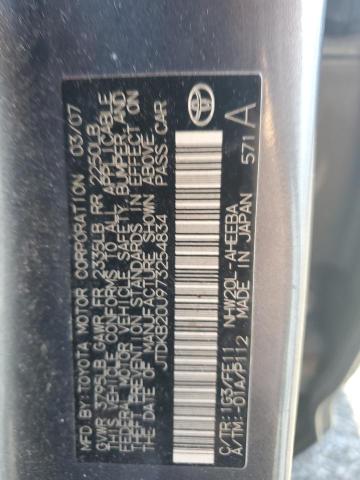 MFD.BY:TOYOTA MOTOR CORPORATION 03/07
GVWR 3795LB GAWR FR 2335LB RR 2250LB
THIS VEHICLE CONFORMS TO ALL APPLICABLE
FEDERAL MOTOR VEHICLE SAFETY, BUMPER, AND
THEFT PREVENTION STANDARDS IN EFFECT ON
THE DATE OF MANUFACTURE SHOWN ABOVE.
JTDKB20U973254834 PASS.CAR
C/TR: 1G3/FE11 NHW20L-AHEEBA
A/TM:-01A/P112 MADE IN JAPAN 571 A